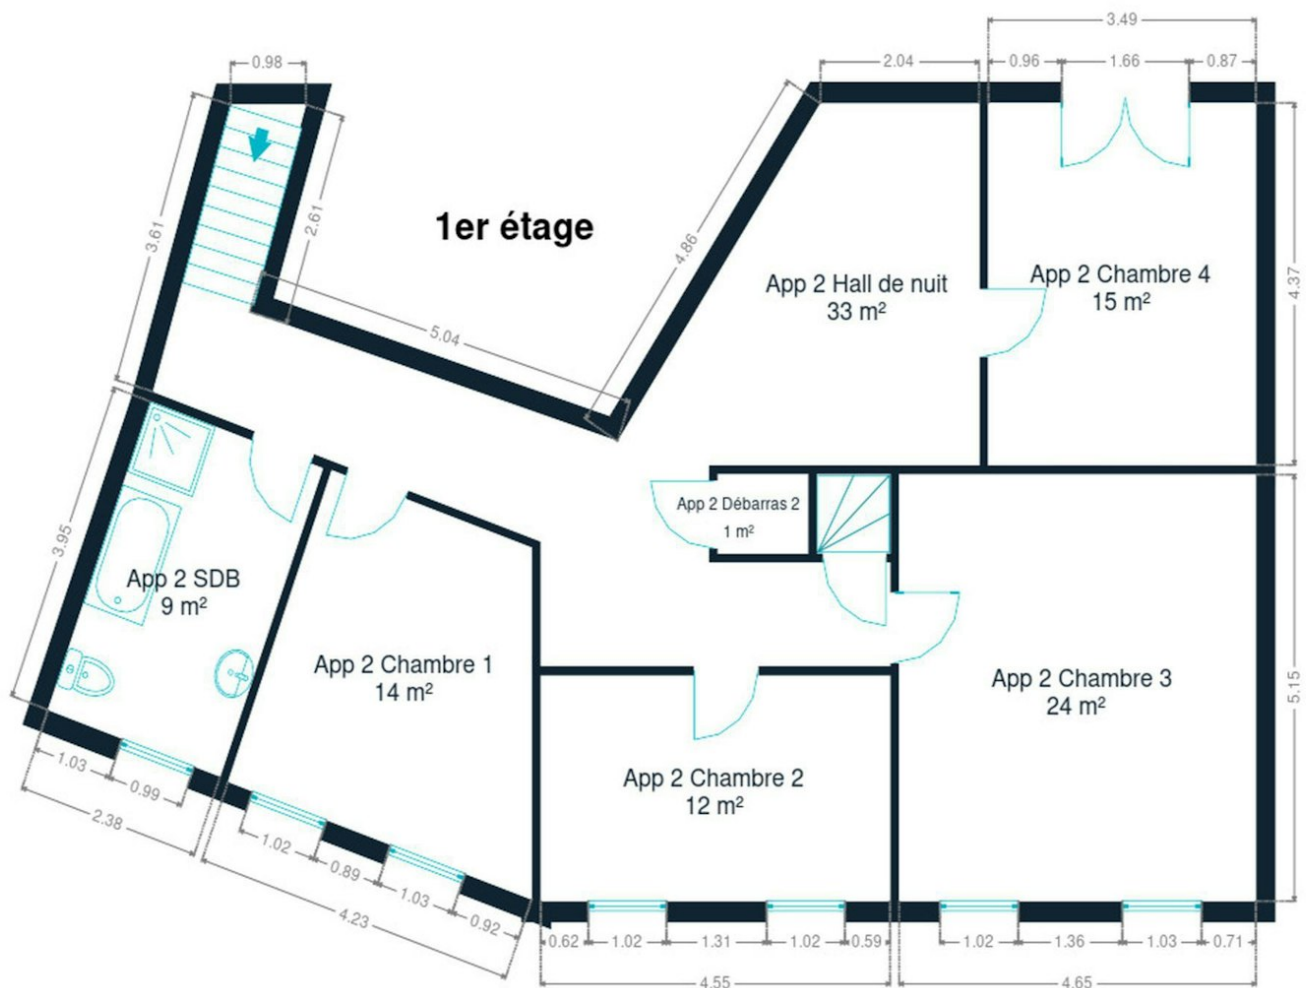 3.49
0.98
2.04
0.96
1.66
0.87
3.61
2.61
1er étage
4.86
4.37
App 2 Hall de nuit
33 m²
App 2 Chambre 4
15 m²
5.04
3.95
App 2 Débarras 2
1 m²
App 2 SDB
9 m²
App 2 Chambre 1
14 m²
App 2 Chambre 3
24 m²
5.15
App 2 Chambre 2
12 m²
1.03
0.99
2.38
1.02
0.89
1.03
0.92
4.23
0.62
1.02
1.31
1.02
0.59
1.02
1.36
1.03
0.71
4.55
4.65